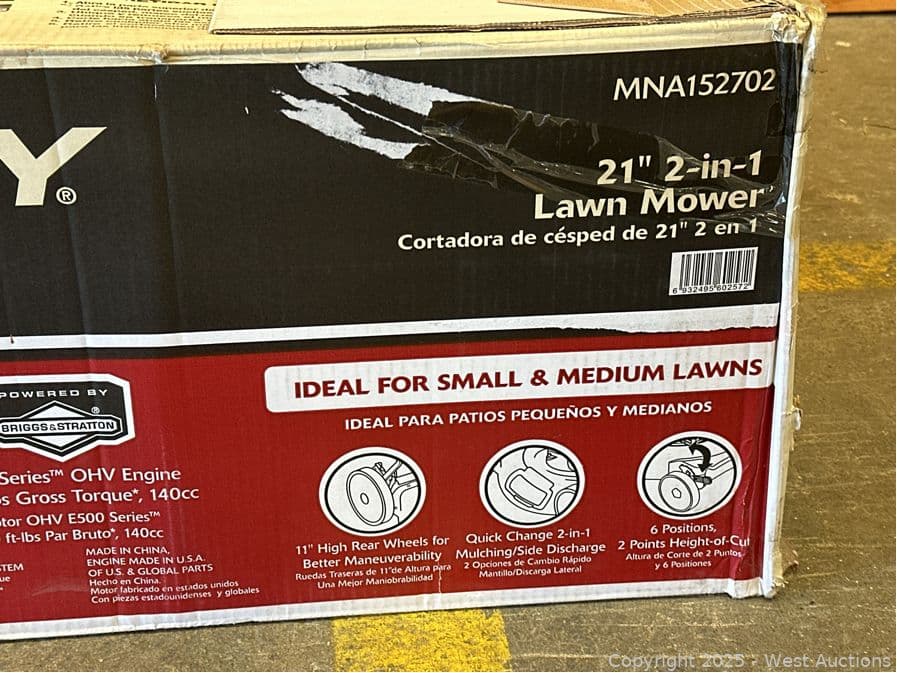 MNA152702
Y®
21" 2-in-1
Lawn Mower
Cortadora de césped de 21" 2 en 1
6 932495 602572
IDEAL FOR SMALL & MEDIUM LAWNS
IDEAL PARA PATIOS PEQUEÑOS Y MEDIANOS
POWERED BY
BRIGGS&STRATTON®
Series™ OHV Engine
s Gross Torque*, 140cc
tor OHV E500 Series™
ft-lbs Par Bruto*, 140cc
STEM
ue
MADE IN CHINA,
ENGINE MADE IN U.S.A.
OF U.S. & GLOBAL PARTS
Hecho en China.
Motor fabricado en estados unidos
Con piezas estadounidenses y globales
11" High Rear Wheels for
Better Maneuverability
Ruedas Traseras de 11"de Altura para
Una Mejor Maniobrabilidad
Quick Change 2-in-1
Mulching/Side Discharge
2 Opciones de Cambio Rápido
Mantillo/Discarga Lateral
6 Positions,
2 Points Height-of-Cut
Altura de Corte de 2 Puntos
y 6 Positiones
Copyright 2025 - West Auctions